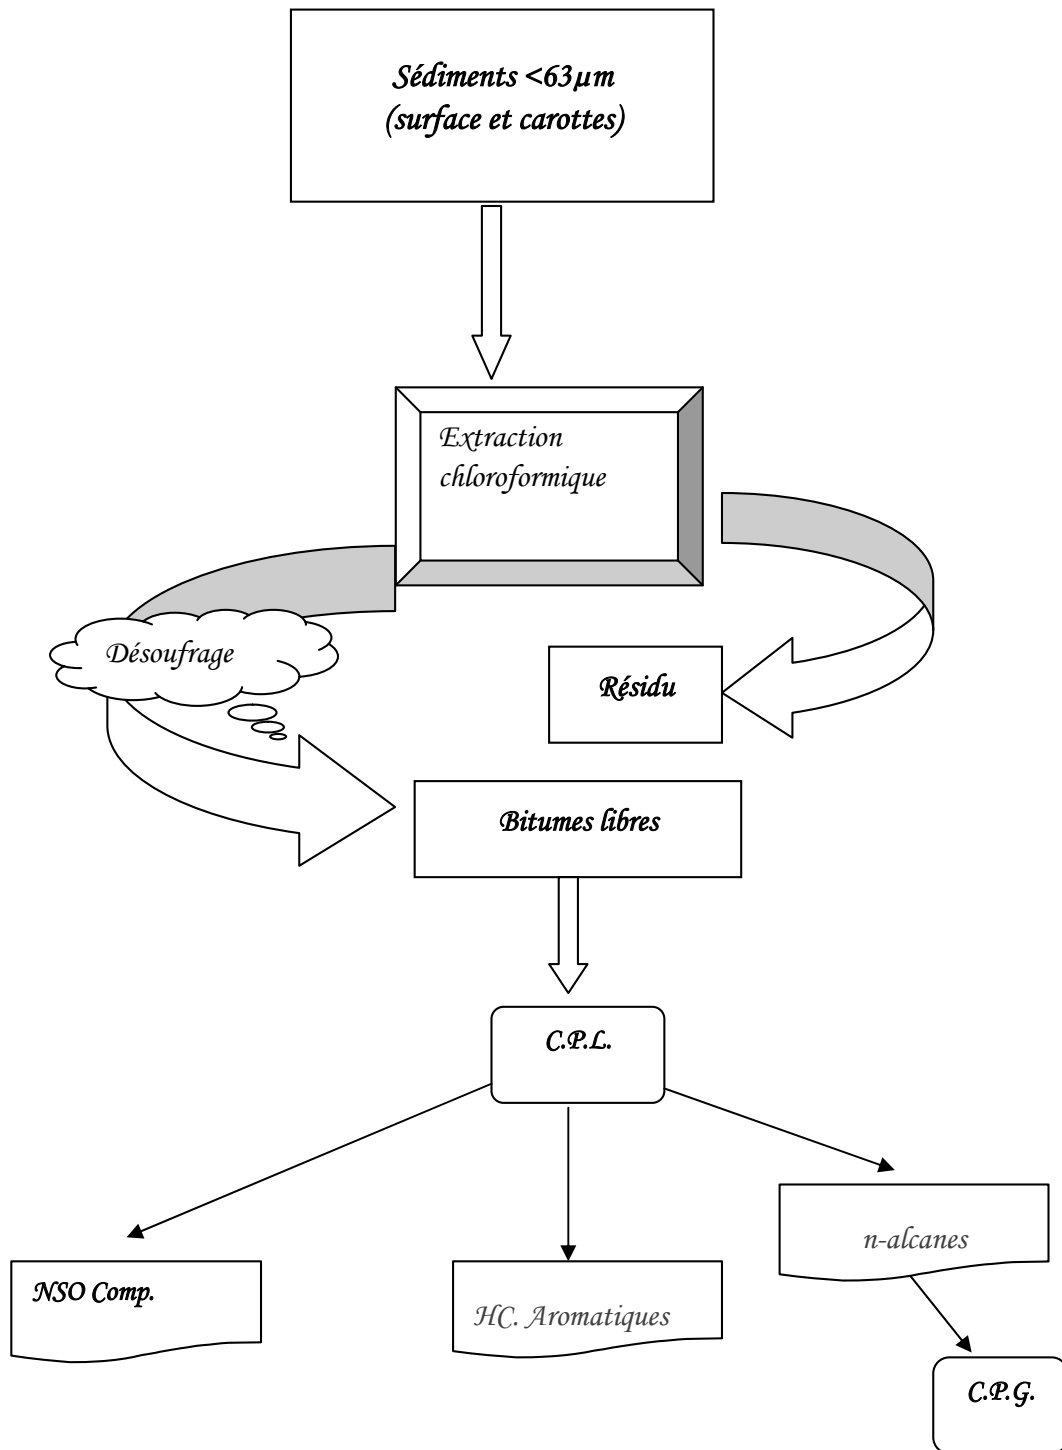 Sédiments <63µm
(surface et carottes)
Extraction
chloroformique
Désoufrage
Résidu
Bitumes libres
C.P.L.
n-alcanes
NSO Comp.
HC. Aromatiques
C.P.G.